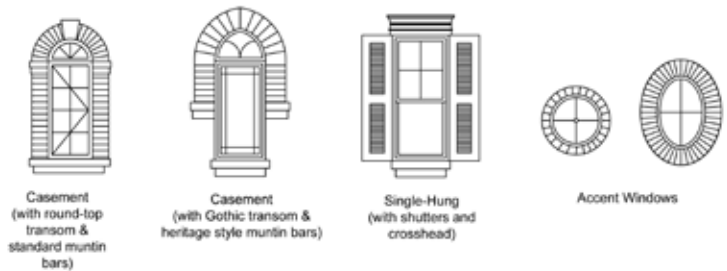 Casement
(with round-top
transom &
standard muntin
bars)
Casement
(with Gothic transom &
heritage style muntin bars)
Single-Hung
(with shutters and
crosshead)
Accent Windows